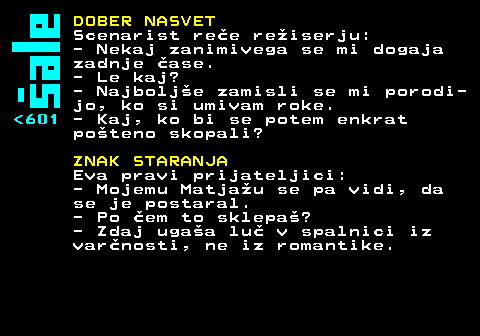 šale
<601
DOBER NASVET
Scenarist reče režiserju:
- Nekaj zanimivega se mi dogaja
zadnje čase.
- Le kaj?
- Najboljše zamisli se mi porodi-
jo, ko si umivam roke.
- Kaj, ko bi se potem enkrat
pošteno skopali?
ZNAK STARANJA
Eva pravi prijateljici:
- Mojemu Matjažu se pa vidi, da
se je postaral.
- Po čem to sklepaš?
- Zdaj ugaša luč v spalnici iz
varčnosti, ne iz romantike.